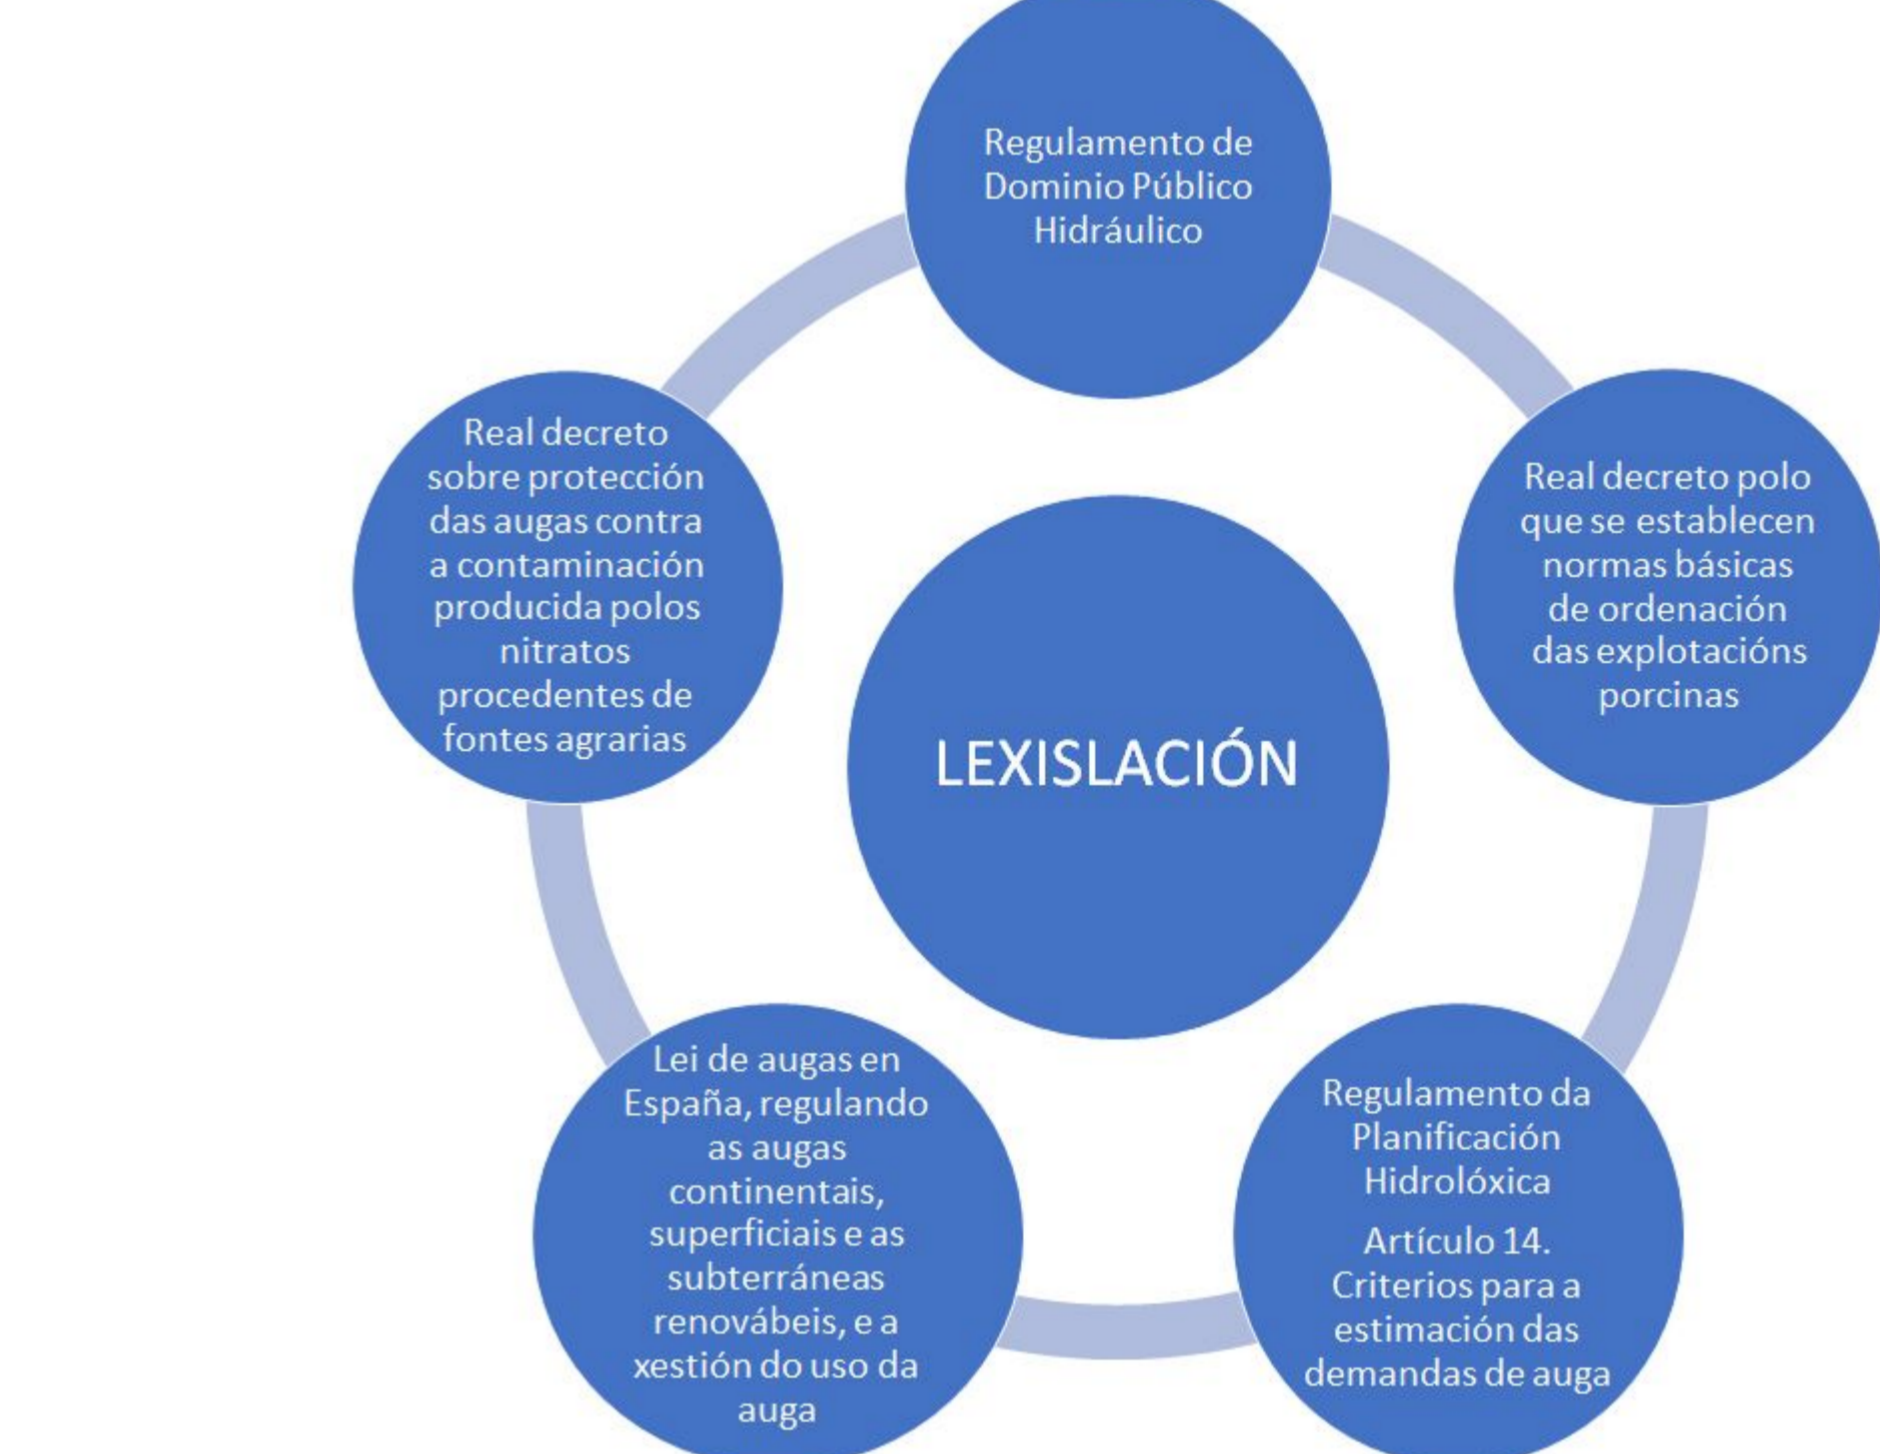 Regulamento de
Dominio Público
Hidráulico
Real decreto polo
que se establecen
normas básicas
de ordenación
das explotacións
porcinas
Regulamento da
Planificación
Hidrolóxica
Artículo 14.
Criterios para a
estimación das
demandas de auga
Lei de augas en
España, regulando
as augas
continentais,
superficiais e as
subterráneas
renovábeis, e a
xestión do uso da
auga
Real decreto
sobre protección
das augas contra
a contaminación
producida polos
nitratos
procedentes de
fontes agrarias
LEXISLACIÓN